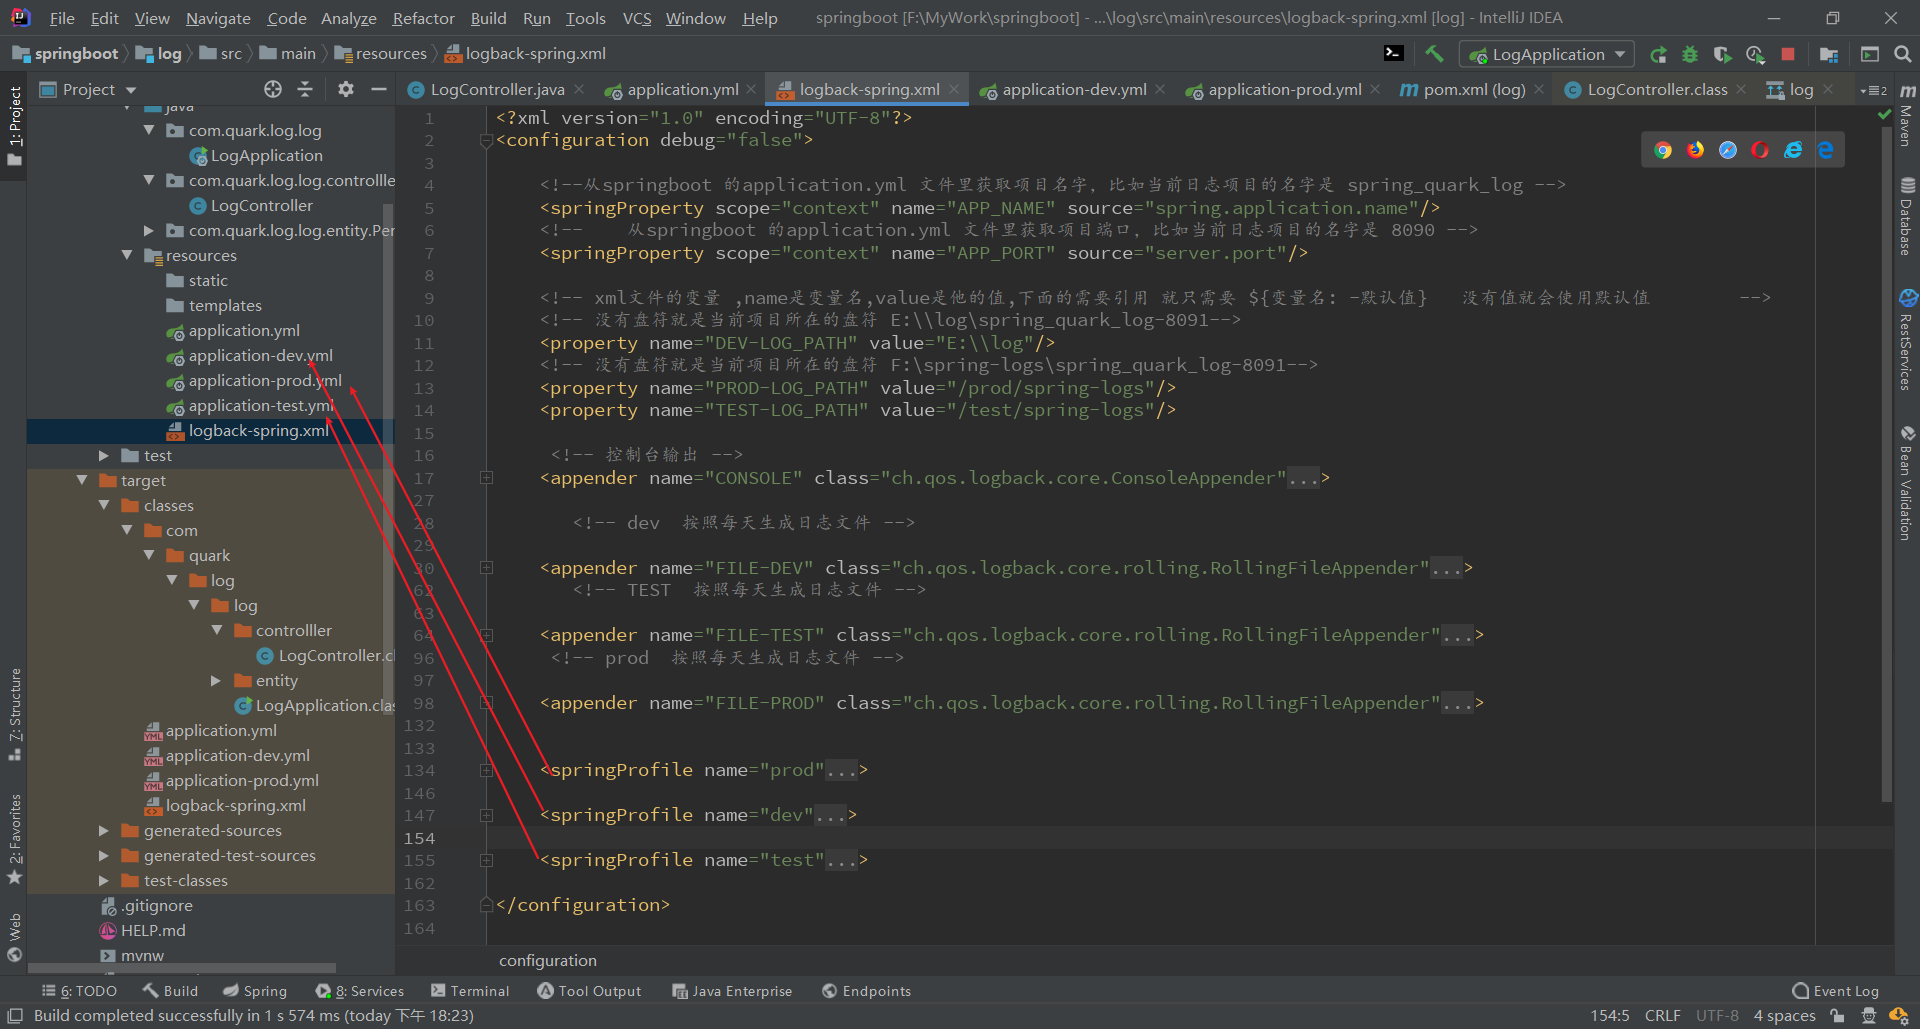 File Edit View Navigate Code Analyze Refactor Build Run Tools VCS Window Help springboot [F:\MyWork\springboot] - ...\log\src\main\resources\logback-spring.xml [log] - IntelliJ IDEA
springboot log src main resources logback-spring.xml LogApplication
Project LogController.java application.yml logback-spring.xml application-dev.yml application-prod.yml pom.xml (log) LogController.class log
1: Project
7: Structure
2: Favorites
Web
java
com.quark.log.log
LogApplication
com.quark.log.log.controllle
LogController
com.quark.log.log.entity.Per
resources
static
templates
application.yml
application-dev.yml
application-prod.yml
application-test.yml
logback-spring.xml
test
target
classes
com
quark
log
log
controlller
LogController.cl
entity
LogApplication.clas
application.yml
application-dev.yml
application-prod.yml
logback-spring.xml
generated-sources
generated-test-sources
test-classes
.gitignore
HELP.md
mvnw
1 <?xml version="1.0" encoding="UTF-8"?>
2 <configuration debug="false">
3
4 <!--从springboot 的application.yml 文件里获取项目名字, 比如当前日志项目的名字是 spring_quark_log -->
5 <springProperty scope="context" name="APP_NAME" source="spring.application.name"/>
6 <!-- 从springboot 的application.yml 文件里获取项目端口, 比如当前日志项目的名字是 8090 -->
7 <springProperty scope="context" name="APP_PORT" source="server.port"/>
8
9 <!-- xml文件的变量 ,name是变量名,value是他的值,下面的需要引用 就只需要 ${变量名: -默认值} 没有值就会使用默认值 -->
10 <!-- 没有盘符就是当前项目所在的盘符 E:\\log\spring_quark_log-8091-->
11 <property name="DEV-LOG_PATH" value="E:\\log"/>
12 <!-- 没有盘符就是当前项目所在的盘符 F:\spring-logs\spring_quark_log-8091-->
13 <property name="PROD-LOG_PATH" value="/prod/spring-logs"/>
14 <property name="TEST-LOG_PATH" value="/test/spring-logs"/>
15
16 <!-- 控制台输出 -->
17 <appender name="CONSOLE" class="ch.qos.logback.core.ConsoleAppender"...>
27
28 <!-- dev 按照每天生成日志文件 -->
29
30 <appender name="FILE-DEV" class="ch.qos.logback.core.rolling.RollingFileAppender"...>
62 <!-- TEST 按照每天生成日志文件 -->
63
64 <appender name="FILE-TEST" class="ch.qos.logback.core.rolling.RollingFileAppender"...>
96 <!-- prod 按照每天生成日志文件 -->
97
98 <appender name="FILE-PROD" class="ch.qos.logback.core.rolling.RollingFileAppender"...>
132
133
134 <springProfile name="prod"...>
146
147 <springProfile name="dev"...>
154
155 <springProfile name="test"...>
162
163 </configuration>
164
configuration
Maven
Database
RestServices
Bean Validation
6: TODO Build Spring 8: Services Terminal Tool Output Java Enterprise Endpoints Event Log
Build completed successfully in 1 s 574 ms (today 下午 18:23) 154:5 CRLF UTF-8 4 spaces